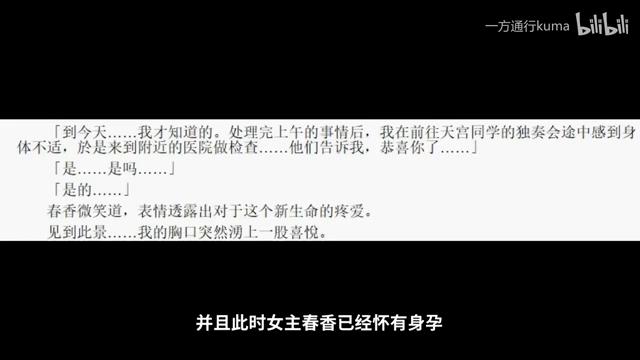 一方通行kuma bilibili
「到今天……我才知道的。处理完上午的事情后，我在前往天宫同学的独奏会途中感到身
体不适，於是来到附近的医院做检查……他们告诉我，恭喜你了……」
「是……是吗……」
「是的……」
春香微笑道，表情透露出对于这个新生命的疼爱。
见到此景……我的胸口突然湧上一股喜悅。
并且此时女主春香已经怀有身孕